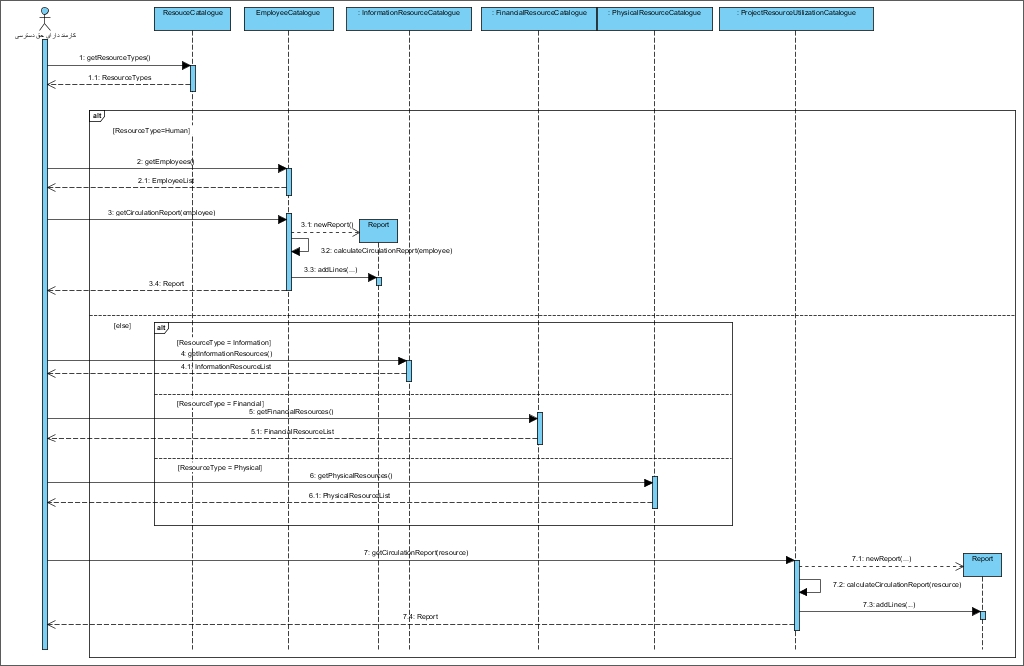 ResouceCatalogue
EmployeeCatalogue
: InformationResourceCatalogue
: FinancialResourceCatalogue
: PhysicalResourceCatalogue
: ProjectResourceUtilizationCatalogue
کارمند دارای حق دسترسی
1: getResourceTypes()
1.1: ResourceTypes
alt
[ResourceType=Human]
2: getEmployees()
2.1: EmployeeList
3: getCirculationReport(employee)
3.1: newReport()
Report
3.2: calculateCirculationReport(employee)
3.3: addLines(...)
3.4: Report
[else]
alt
[ResourceType = Information]
4: getInformationResources()
4.1: InformationResourceList
[ResourceType = Financial]
5: getFinancialResources()
5.1: FinancialResourceList
[ResourceType = Physical]
6: getPhysicalResources()
6.1: PhysicalResourceList
7: getCirculationReport(resource)
7.1: newReport(...)
Report
7.2: calculateCirculationReport(resource)
7.3: addLines(...)
7.4: Report